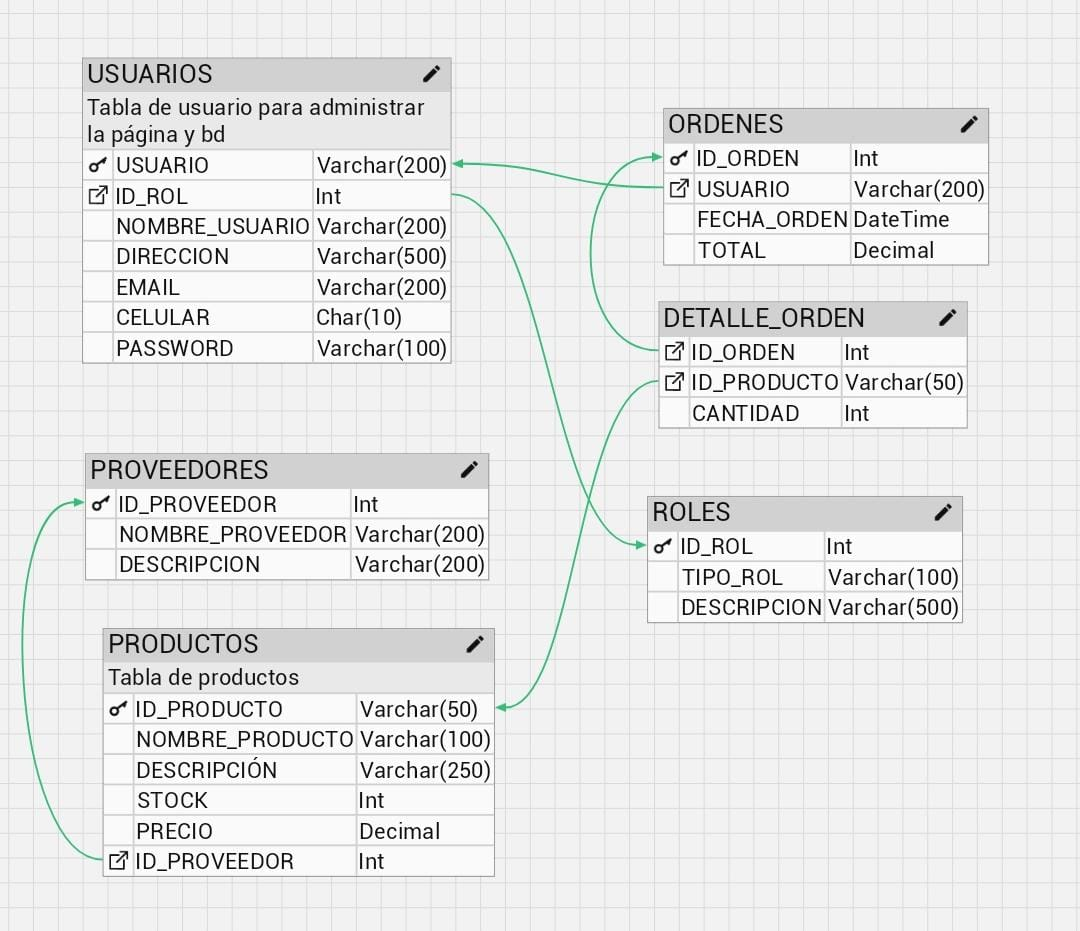 USUARIOS
Tabla de usuario para administrar
la página y bd
USUARIO Varchar(200)
ID_ROL Int
NOMBRE_USUARIO Varchar(200)
DIRECCION Varchar(500)
EMAIL Varchar(200)
CELULAR Char(10)
PASSWORD Varchar(100)
ORDENES
ID_ORDEN Int
USUARIO Varchar(200)
FECHA_ORDEN DateTime
TOTAL Decimal
DETALLE_ORDEN
ID_ORDEN Int
ID_PRODUCTO Varchar(50)
CANTIDAD Int
PROVEEDORES
ID_PROVEEDOR Int
NOMBRE_PROVEEDOR Varchar(200)
DESCRIPCION Varchar(200)
ROLES
ID_ROL Int
TIPO_ROL Varchar(100)
DESCRIPCION Varchar(500)
PRODUCTOS
Tabla de productos
ID_PRODUCTO Varchar(50)
NOMBRE_PRODUCTO Varchar(100)
DESCRIPCIÓN Varchar(250)
STOCK Int
PRECIO Decimal
ID_PROVEEDOR Int